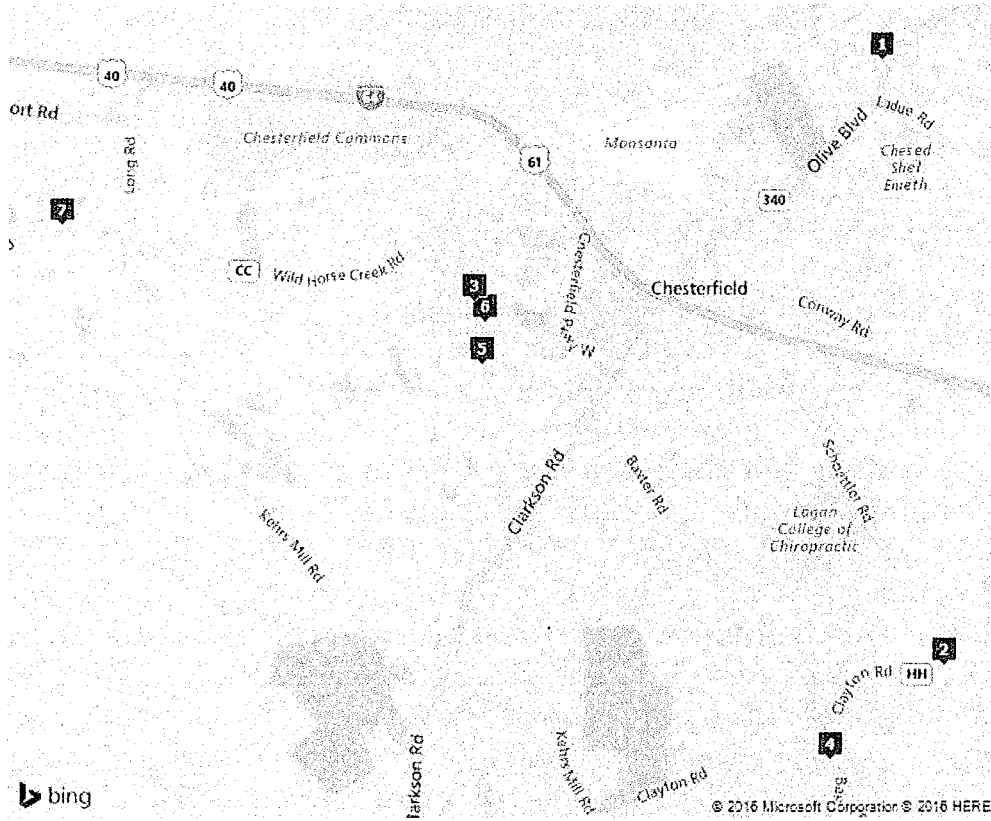 1
40
40
Ladue Rd
ort Rd
Chesterfield Commons
Monsanto
Olive Blvd
Chesed
Shel
Emeth
61
Long Rd
340
7
CC
Wild Horse Creek Rd
3
6
Chesterfield Pkwy W
Chesterfield
Conway Rd
5
Clarkson Rd
Baxter Rd
Schoettler Rd
Logan
College of
Chiropractic
Kehrs Mill Rd
2
Clayton Rd
HH
4
larkson Rd
Kehrs Mill Rd
Clayton Rd
Ba
bing
© 2016 Microsoft Corporation © 2016 HERE